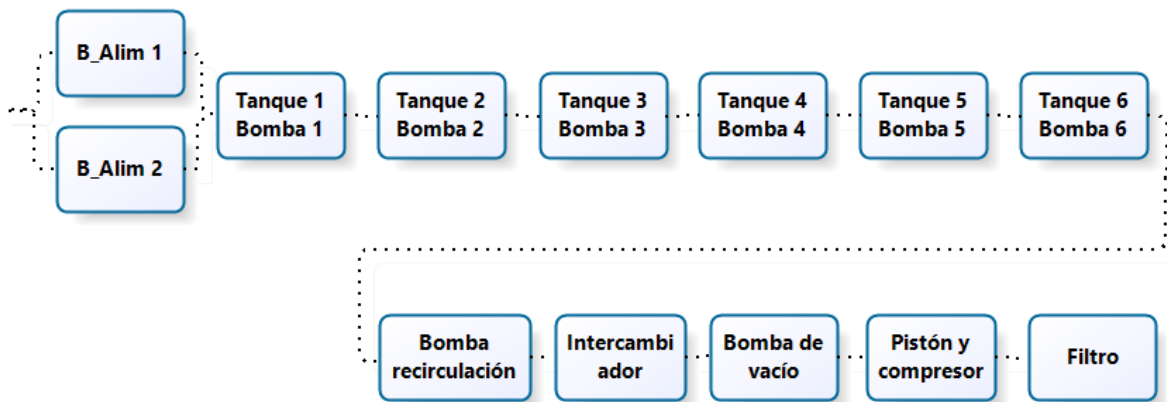 B_Alim 1
B_Alim 2
Tanque 1
Bomba 1
Tanque 2
Bomba 2
Tanque 3
Bomba 3
Tanque 4
Bomba 4
Tanque 5
Bomba 5
Tanque 6
Bomba 6
Bomba
recirculación
Intercambi
ador
Bomba de
vacío
Pistón y
compresor
Filtro